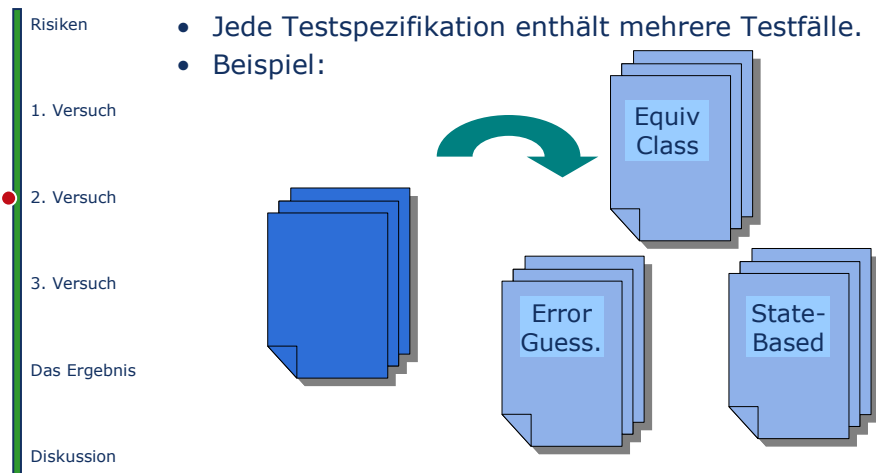 Risiken
1. Versuch
2. Versuch
3. Versuch
Das Ergebnis
Diskussion
• Jede Testspezifikation enthält mehrere Testfälle.
• Beispiel:
Equiv
Class
Error
Guess.
State-
Based